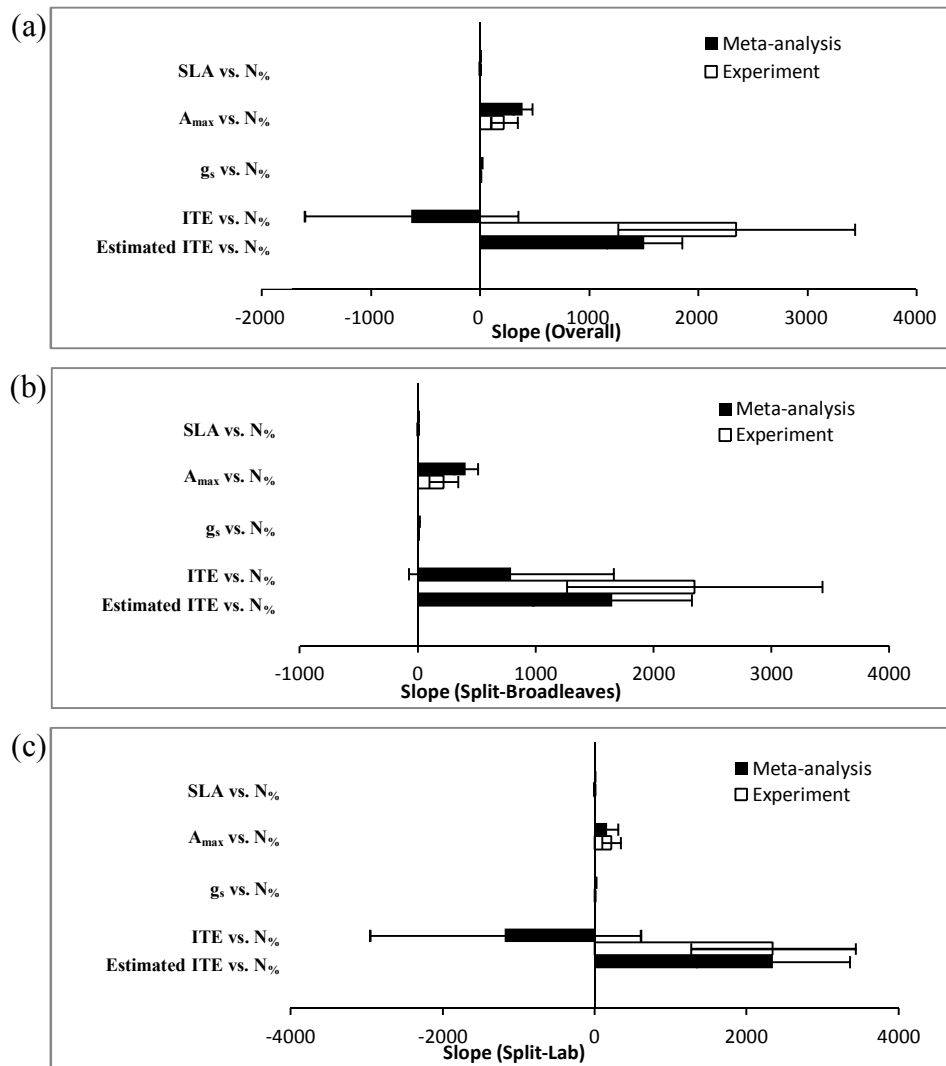 (a)
Meta-analysis
Experiment
SLA vs. N%
Amax vs. N%
gs vs. N%
ITE vs. N%
Estimated ITE vs. N%
-2000 -1000 0 1000 2000 3000 4000
Slope (Overall)
(b)
Meta-analysis
Experiment
SLA vs. N%
Amax vs. N%
gs vs. N%
ITE vs. N%
Estimated ITE vs. N%
-1000 0 1000 2000 3000 4000
Slope (Split-Broadleaves)
(c)
Meta-analysis
Experiment
SLA vs. N%
Amax vs. N%
gs vs. N%
ITE vs. N%
Estimated ITE vs. N%
-4000 -2000 0 2000 4000
Slope (Split-Lab)